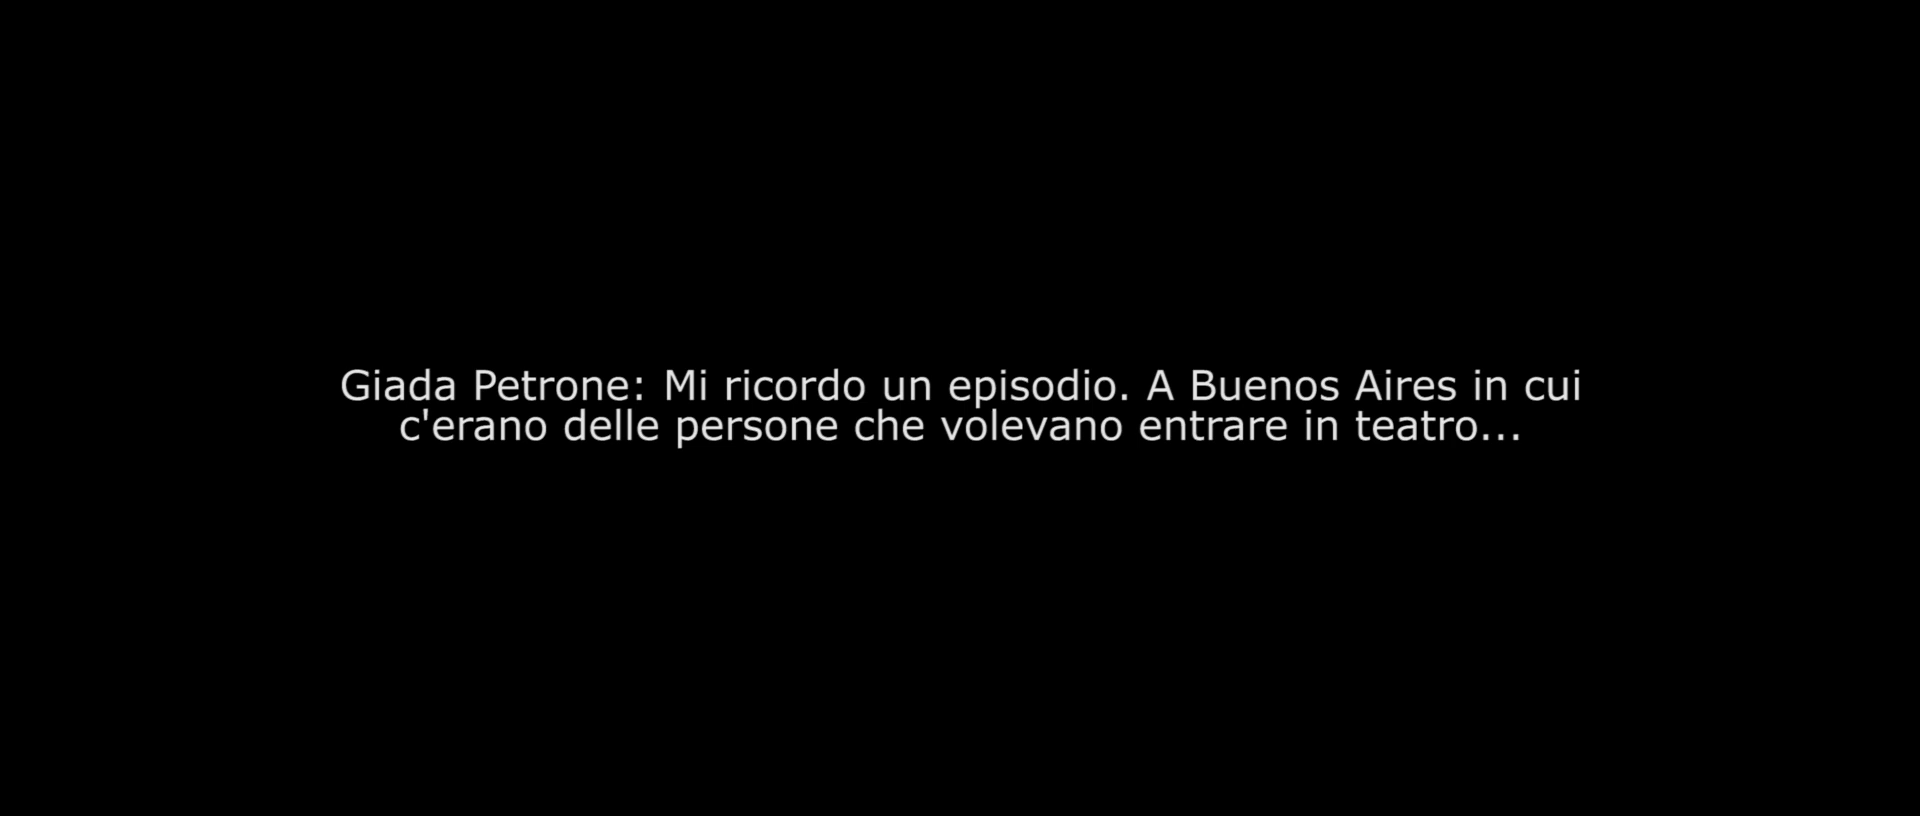 Giada Petrone: Mi ricordo un episodio. A Buenos Aires in cui
c'erano delle persone che volevano entrare in teatro...